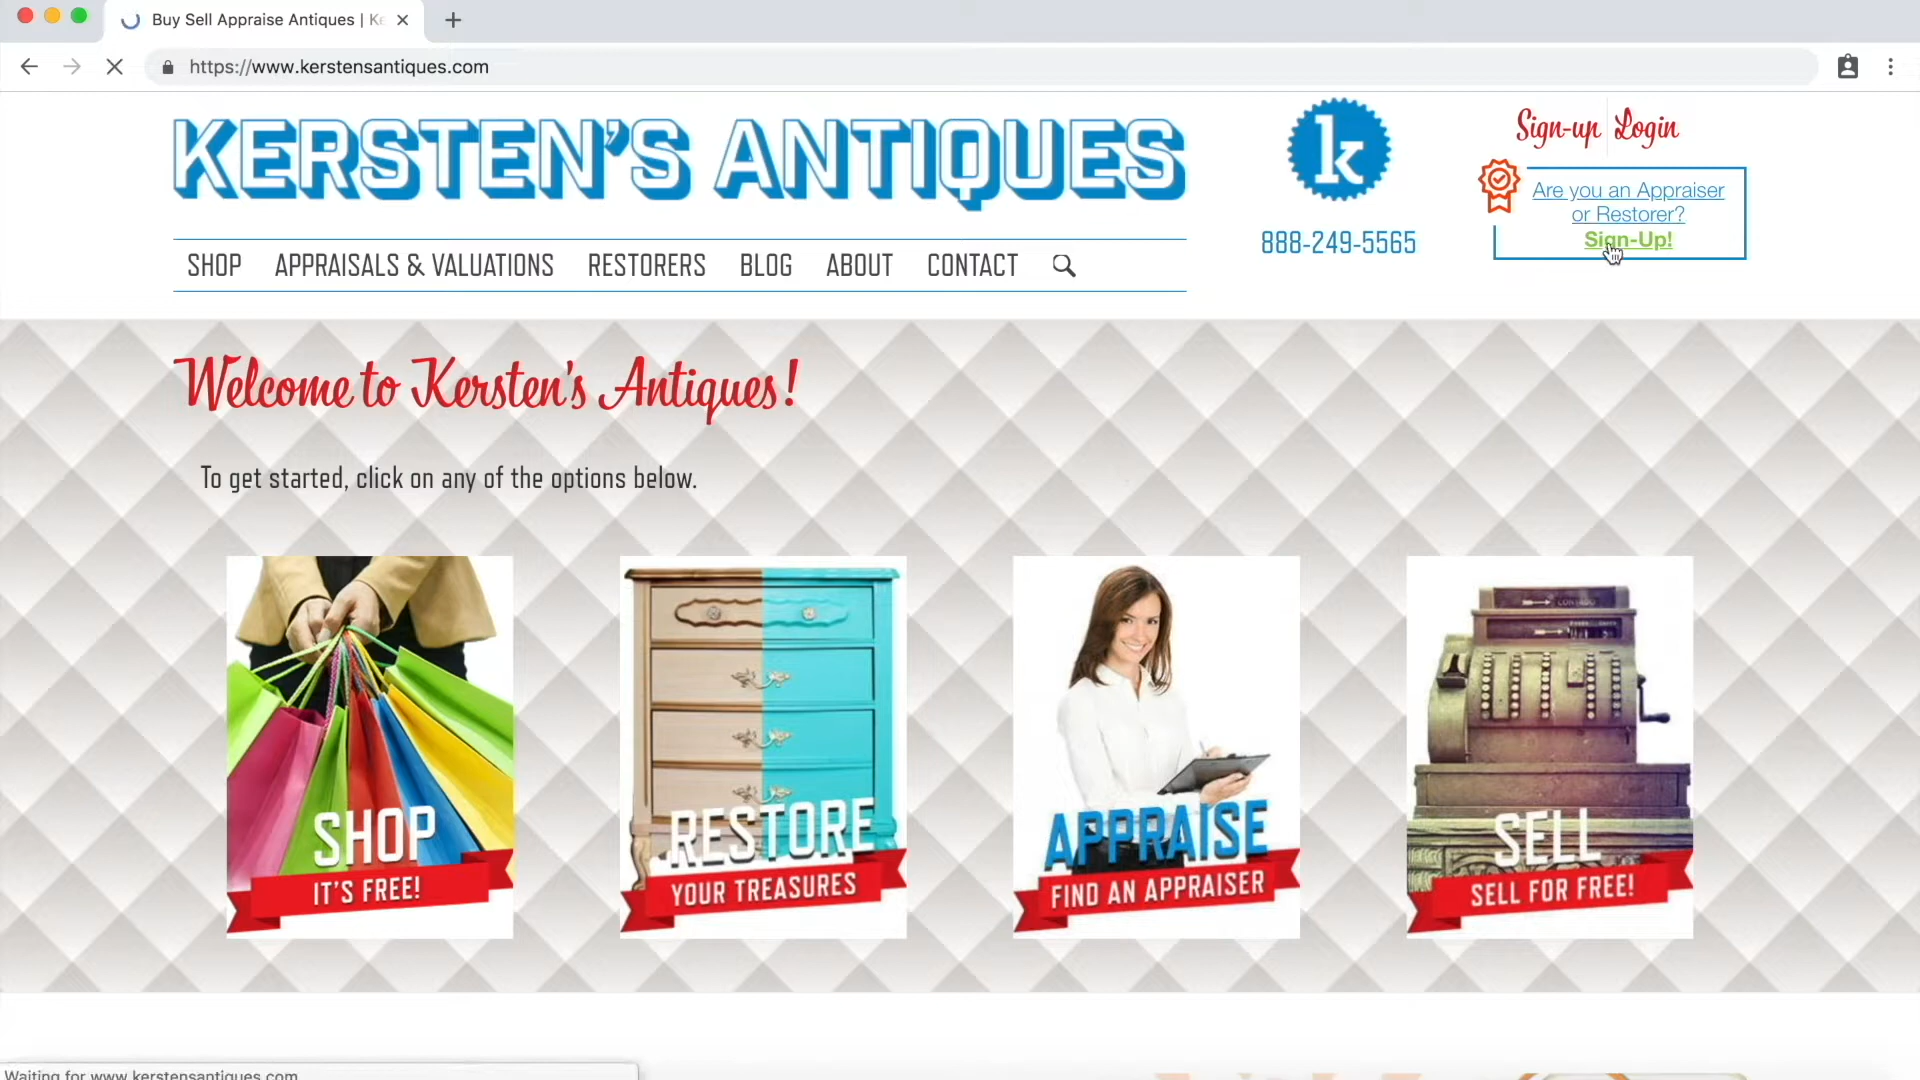 Buy Sell Appraise Antiques |
https://www.kerstensantiques.com
KERSTEN'S ANTIQUES
k
888-249-5565
Sign-up Login
Are you an Appraiser
or Restorer?
Sign-Up!
SHOP APPRAISALS & VALUATIONS RESTORERS BLOG ABOUT CONTACT
Welcome to Kersten's Antiques!
To get started, click on any of the options below.
SHOP
IT'S FREE!
RESTORE
YOUR TREASURES
APPRAISE
FIND AN APPRAISER
SELL
SELL FOR FREE!
Waiting for www.kerstensantiques.com